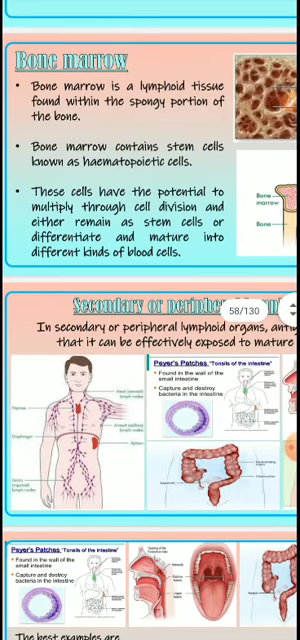 Bone marrow
• Bone marrow is a lymphoid tissue
found within the spongy portion of
the bone.
• Bone marrow contains stem cells
known as haematopoietic cells.
• These cells have the potential to
multiply through cell division and
either remain as stem cells or
differentiate and mature into
different kinds of blood cells.
Bone
marrow
Bone
Secondary or
58/130
In secondary or peripheral lymphoid organs,
that it can be effectively exposed to mature
Peyer's Patches "Tonsils of the intestine"
• Found in the wall of the
small intestine
• Capture and destroy
bacteria in the intestine
lymph nodes
Thymus
Diaphragm
Spleen
lymph nodes
Peyer's Patches "Tonsils of the intestine"
• Found in the wall of the
small intestine
• Capture and destroy
bacteria in the intestine
The best examples are